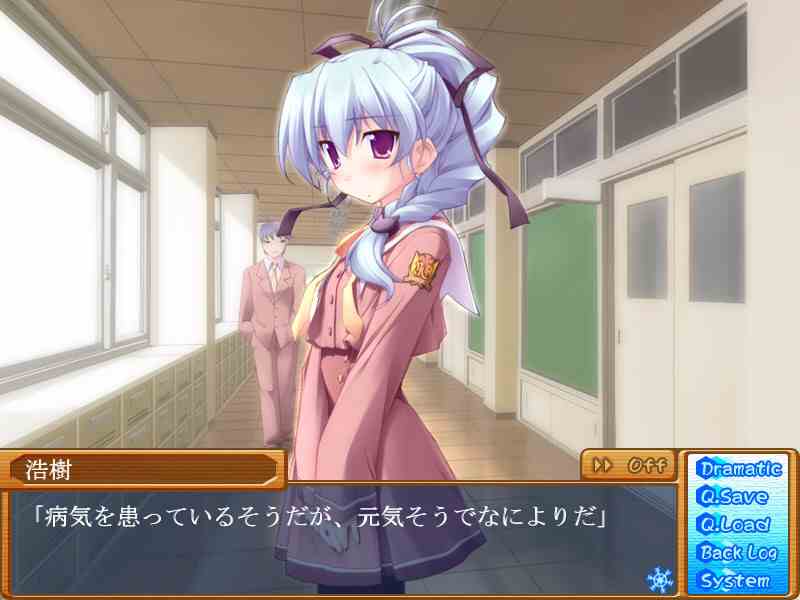 浩樹
Off
「病気を患っているそうだが、元気そうでなによりだ」
Dramatic
Q.Save
Q.Load
Back Log
System